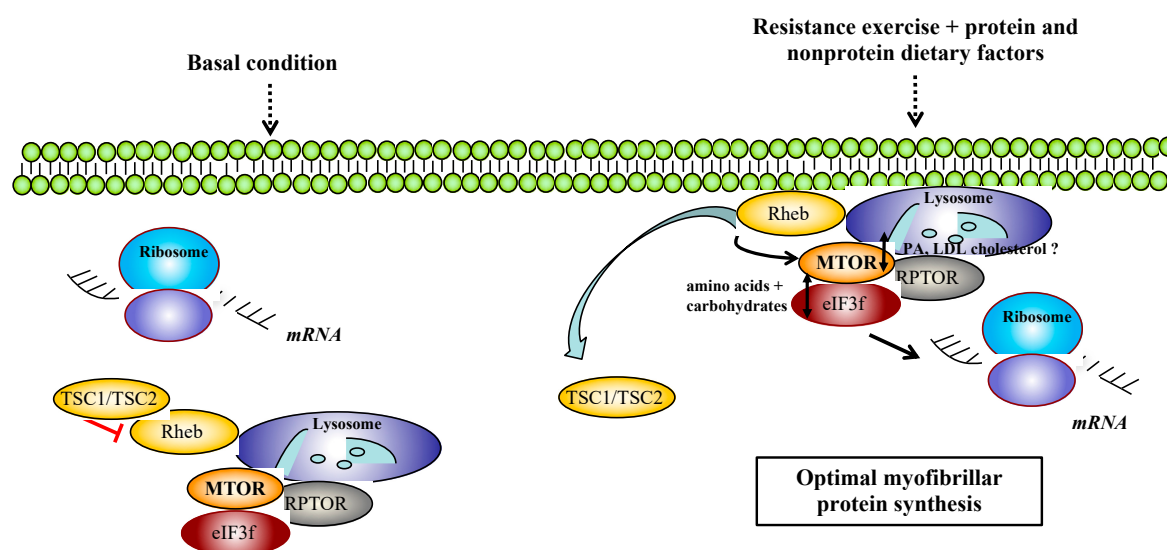 Basal condition
Resistance exercise + protein and
nonprotein dietary factors
Ribosome
mRNA
TSC1/TSC2
Rheb
Lysosome
MTOR
RPTOR
eIF3f
Rheb
Lysosome
PA, LDL cholesterol ?
MTOR
RPTOR
amino acids +
carbohydrates
eIF3f
TSC1/TSC2
Ribosome
mRNA
Optimal myofibrillar
protein synthesis